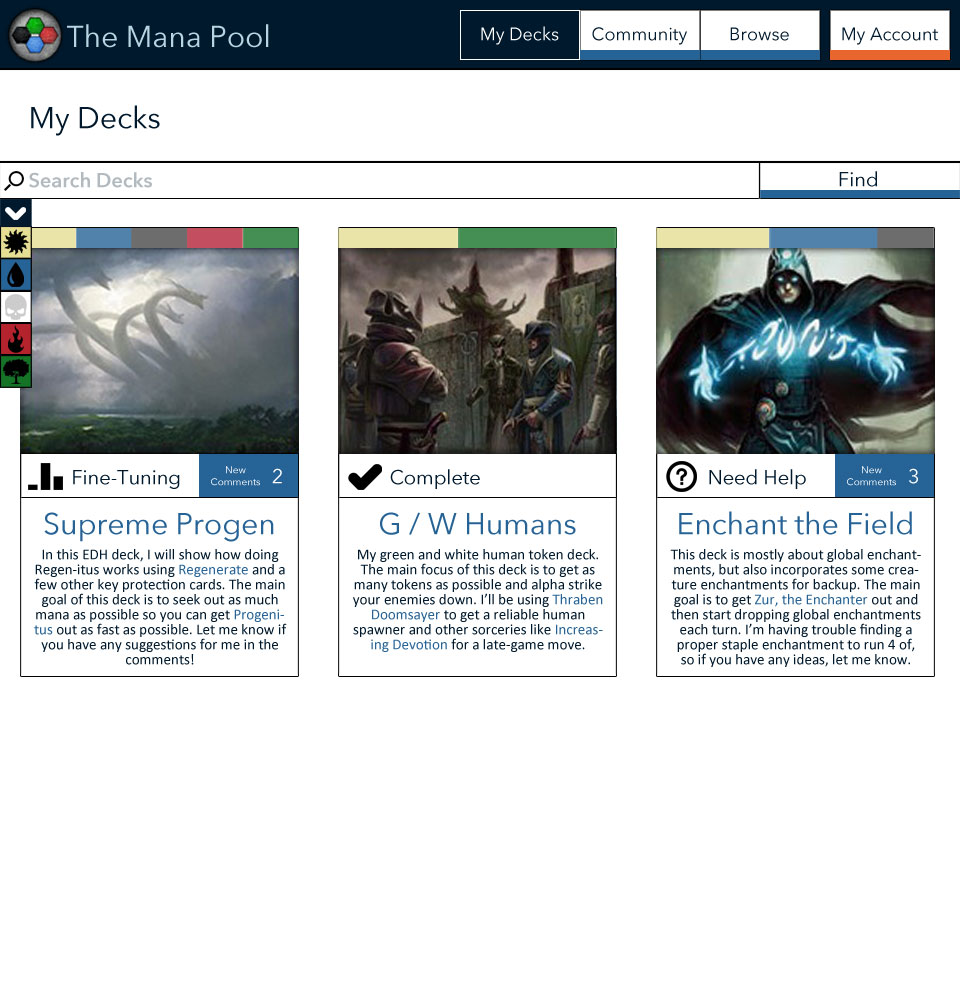 The Mana Pool
My Decks
Community
Browse
My Account
My Decks
Search Decks
Find
Fine-Tuning
New
Comments
2
Supreme Progen
In this EDH deck, I will show how doing
Regen-itus works using Regenerate and a
few other key protection cards. The main
goal of this deck is to seek out as much
mana as possible so you can get Progeni-
tus out as fast as possible. Let me know if
you have any suggestions for me in the
comments!
Complete
G / W Humans
My green and white human token deck.
The main focus of this deck is to get as
many tokens as possible and alpha strike
your enemies down. I’ll be using Thraben
Doomsayer to get a reliable human
spawner and other sorceries like Increas-
ing Devotion for a late-game move.
Need Help
New
Comments
3
Enchant the Field
This deck is mostly about global enchant-
ments, but also incorporates some crea-
ture enchantments for backup. The main
goal is to get Zur, the Enchanter out and
then start dropping global enchantments
each turn. I’m having trouble finding a
proper staple enchantment to run 4 of,
so if you have any ideas, let me know.